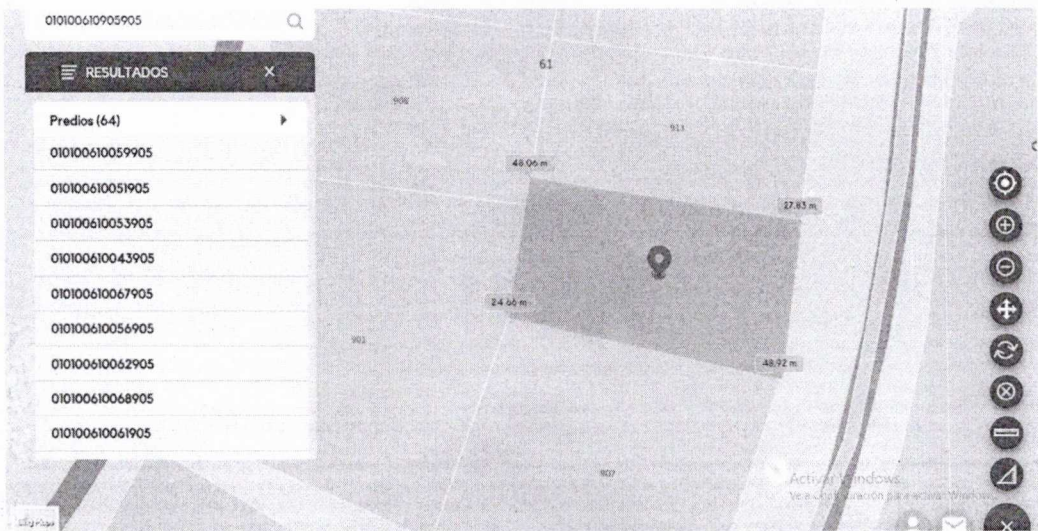 010100610905905
RESULTADOS
Predios (64)
010100610059905
010100610051905
010100610053905
010100610043905
010100610067905
010100610056905
010100610062905
010100610068905
010100610061905
61
908
911
48.06 m
27.83 m
24.66 m
901
48.92 m
907
Activar Windows